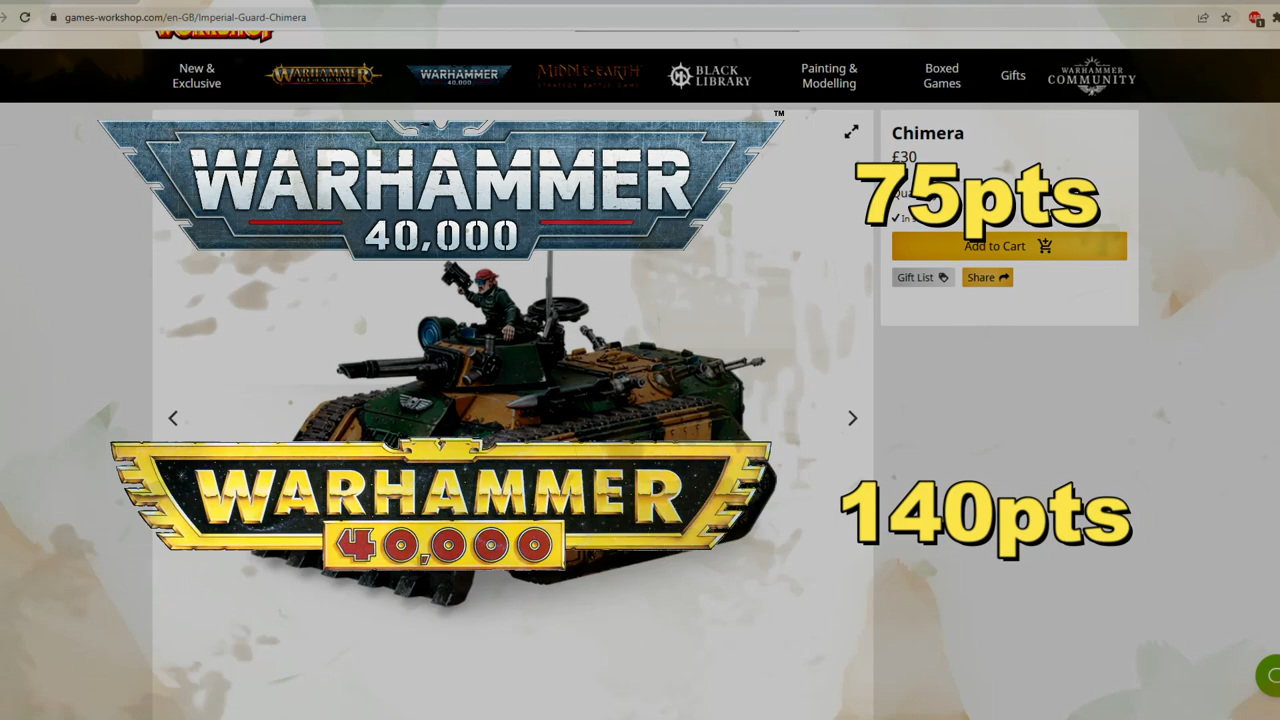 games-workshop.com/en-GB/Imperial-Guard-Chimera
WORKSHOP
New &
Exclusive
WARHAMMER
AGE OF SIGMAR
WARHAMMER
40,000
MIDDLE-EARTH
STRATEGY BATTLE GAME
BLACK
LIBRARY
Painting &
Modelling
Boxed
Games
Gifts
WARHAMMER
COMMUNITY
TM
WARHAMMER
40,000
Chimera
£30
75pts
Add to Cart
Gift List
Share
WARHAMMER
40,000
140pts